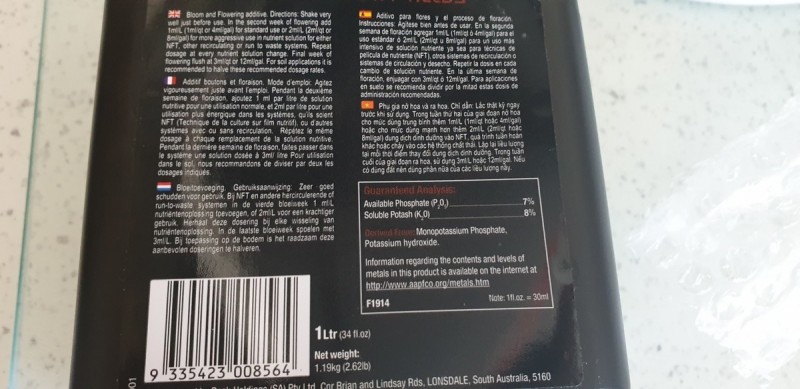 Bloom and Flowering additive. Directions: Shake very
well just before use. In the second week of flowering add
1ml/L (1ml/qt or 4ml/gal) for standard use or 2ml/L (2ml/qt or
8ml/gal) for more aggressive use in nutrient solution for either
NFT, other recirculating or run to waste systems. Repeat
dosage at every nutrient solution change. Final week of
flowering flush at 3ml/qt or 12ml/gal. For soil applications it is
recommended to halve these recommended dosage rates.
Additif boutons et floraison. Mode d'emploi: Agitez
vigoureusement juste avant l'emploi. Pendant la deuxième
semaine de floraison, ajoutez 1 ml par litre de solution
nutritive pour une utilisation normale, et 2ml par litre pour une
utilisation plus énergique dans les systèmes, qu'ils soient
NFT (Technique de la culture sur film nutritif), ou d'autres
systèmes avec ou sans recirculation. Répétez le même
dosage à chaque remplacement de la solution nutritive.
Pendant la dernière semaine de floraison, faites passer dans
le système une solution dosée à 3ml/ litre Pour utilisation
dans le sol, nous recommandons de diviser par deux les
dosages indiqués.
Bloeitoevoeging. Gebruiksaanwijzing: Zeer goed
schudden voor gebruik. Bij NFT en andere hercirculerende of
run-to-waste systemen in de vierde bloeiweek 1 ml/L
nutriëntenoplossing toevoegen, of 2ml/L voor een krachtiger
gebruik. Herhaal deze dosering bij elke wisseling van
nutriëntenoplossing. In de laatste bloeiweek spoelen met
3ml/L. Bij toepassing op de bodem is het raadzaam deze
aanbevolen doseringen te halveren.
Aditivo para flores y el proceso de floración.
Instrucciones: Agítese bien antes de usar. En la segunda
semana de floración agregar 1ml/L (1ml/qt ó 4ml/gal) para el
uso estándar ó 2ml/L (2ml/qt u 8ml/gal) para un uso más
intensivo de solución nutriente ya sea para técnicas de
película de nutriente (NFT), otros sistemas de recirculación o
sistemas de circulación y desecho. Repetir la dosis en cada
cambio de solución nutriente. En la última semana de
floración, enjuagar con 3ml/qt ó 12ml/gal. Para aplicaciones
en suelo se recomienda dividir por la mitad estas dosis de
administración recomendadas.
Phụ gia nở hoa và ra hoa. Chỉ dẫn: Lắc thật kỹ ngay
trước khi sử dụng. Trong tuần thứ hai của giai đoạn nở hoa
cho mức dùng trung bình thêm 1ml/L (1ml/qt hoặc 4ml/gal)
hoặc cho mức dùng mạnh hơn thêm 2ml/L (2ml/qt hoặc
8ml/gal) dung dịch dinh dưỡng vào NFT, quá trình tuần hoàn
khác hoặc chảy vào các hệ thống chất thải. Lặp lại liều lượng
tại mỗi thời điểm thay đổi dung dịch dinh dưỡng. Trong tuần
cuối của giai đoạn ra hoa, sử dụng 3ml/L hoặc 12ml/gal. Nếu
có dùng đất nên dùng phân nửa của các liều lượng này.
Guaranteed Analysis:
Available Phosphate (P₂O₅) 7%
Soluble Potash (K₂O) 8%
Derived From: Monopotassium Phosphate,
Potassium hydroxide.
Information regarding the contents and levels of
metals in this product is available on the internet at
http://www.aapfco.org/metals.htm
F1914 Note: 1fl.oz. = 30ml
1Ltr (34 fl.oz)
Net weight:
1.19kg (2.62lb)
9 335423 008564
01
Holdings (SA) Pty Ltd. Cnr Brian and Lindsay Rds, LONSDALE, South Australia, 5160